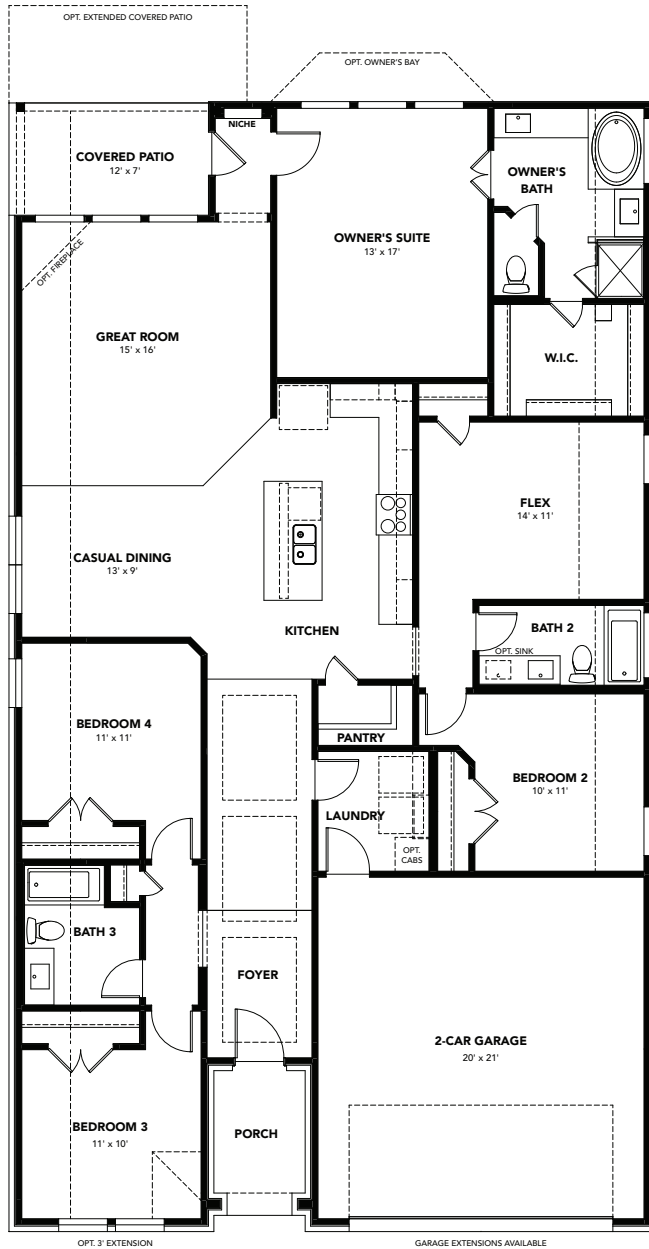 OPT. EXTENDED COVERED PATIO
OPT. OWNER'S BAY
NICHE
COVERED PATIO
12' x 7'
OWNER'S
BATH
OWNER'S SUITE
13' x 17'
OPT. FIREPLACE
GREAT ROOM
15' x 16'
W.I.C.
FLEX
14' x 11'
CASUAL DINING
13' x 9'
KITCHEN
BATH 2
OPT. SINK
BEDROOM 4
11' x 11'
PANTRY
BEDROOM 2
10' x 11'
LAUNDRY
OPT.
CABS
BATH 3
FOYER
2-CAR GARAGE
20' x 21'
BEDROOM 3
11' x 10'
PORCH
OPT. 3' EXTENSION
GARAGE EXTENSIONS AVAILABLE